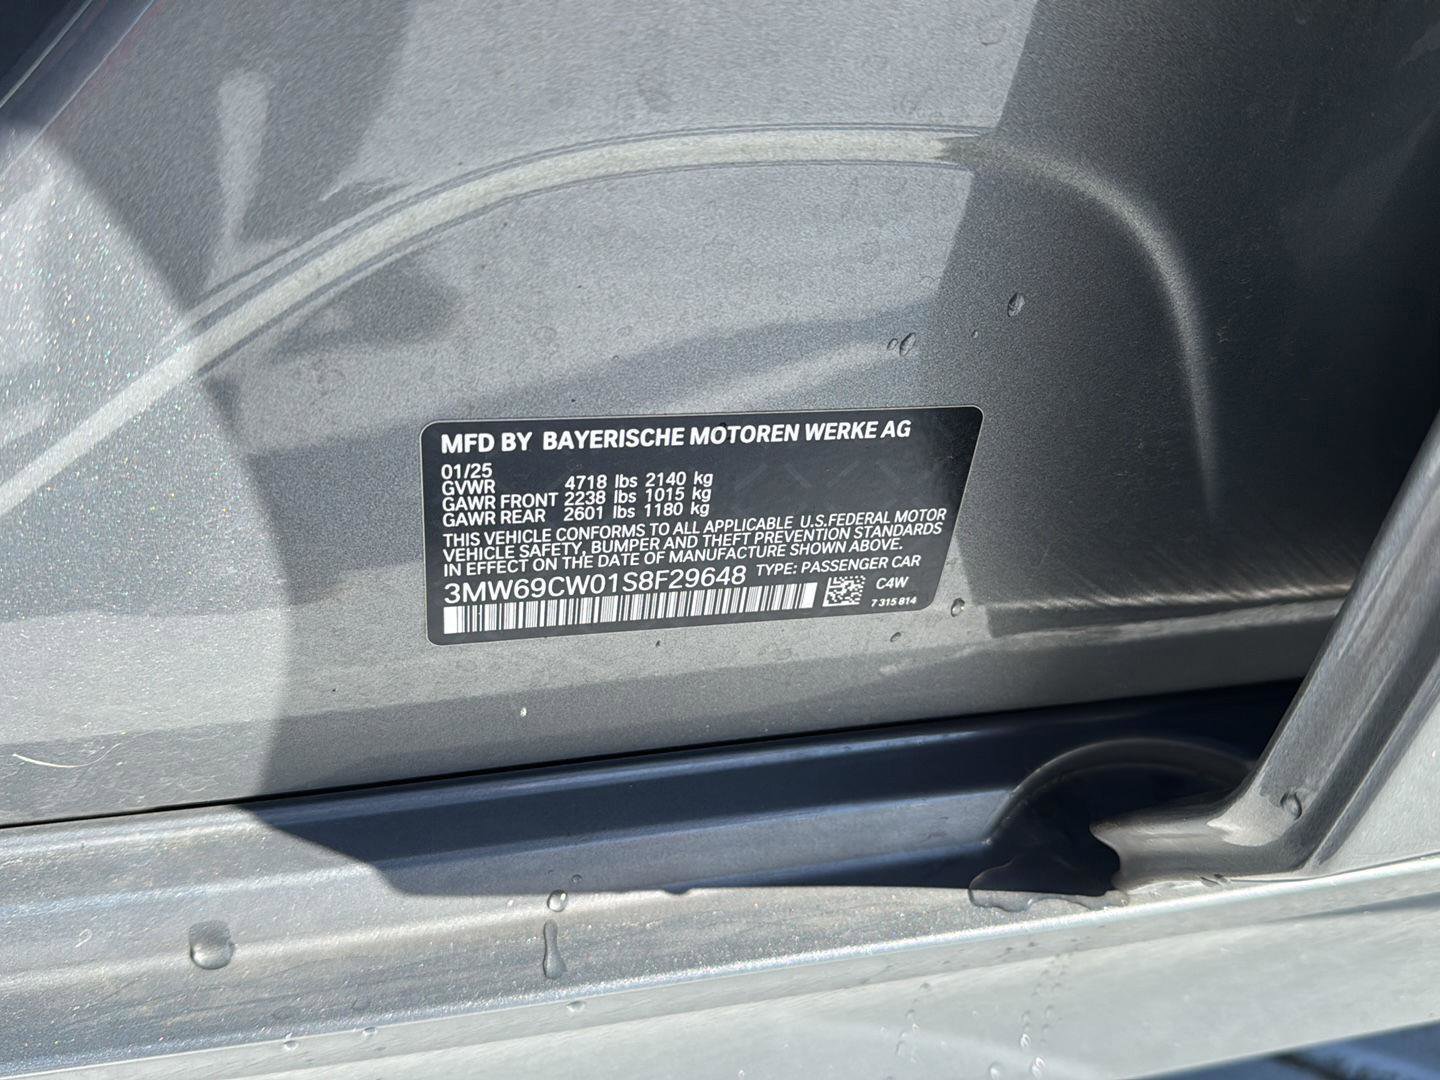 MFD BY BAYERISCHE MOTOREN WERKE AG
01/25
GVWR 4718 lbs 2140 kg
GAWR FRONT 2238 lbs 1015 kg
GAWR REAR 2601 lbs 1180 kg
THIS VEHICLE CONFORMS TO ALL APPLICABLE U.S.FEDERAL MOTOR
VEHICLE SAFETY, BUMPER AND THEFT PREVENTION STANDARDS
IN EFFECT ON THE DATE OF MANUFACTURE SHOWN ABOVE.
3MW69CW01S8F29648 TYPE: PASSENGER CAR
C4W
7 315 814